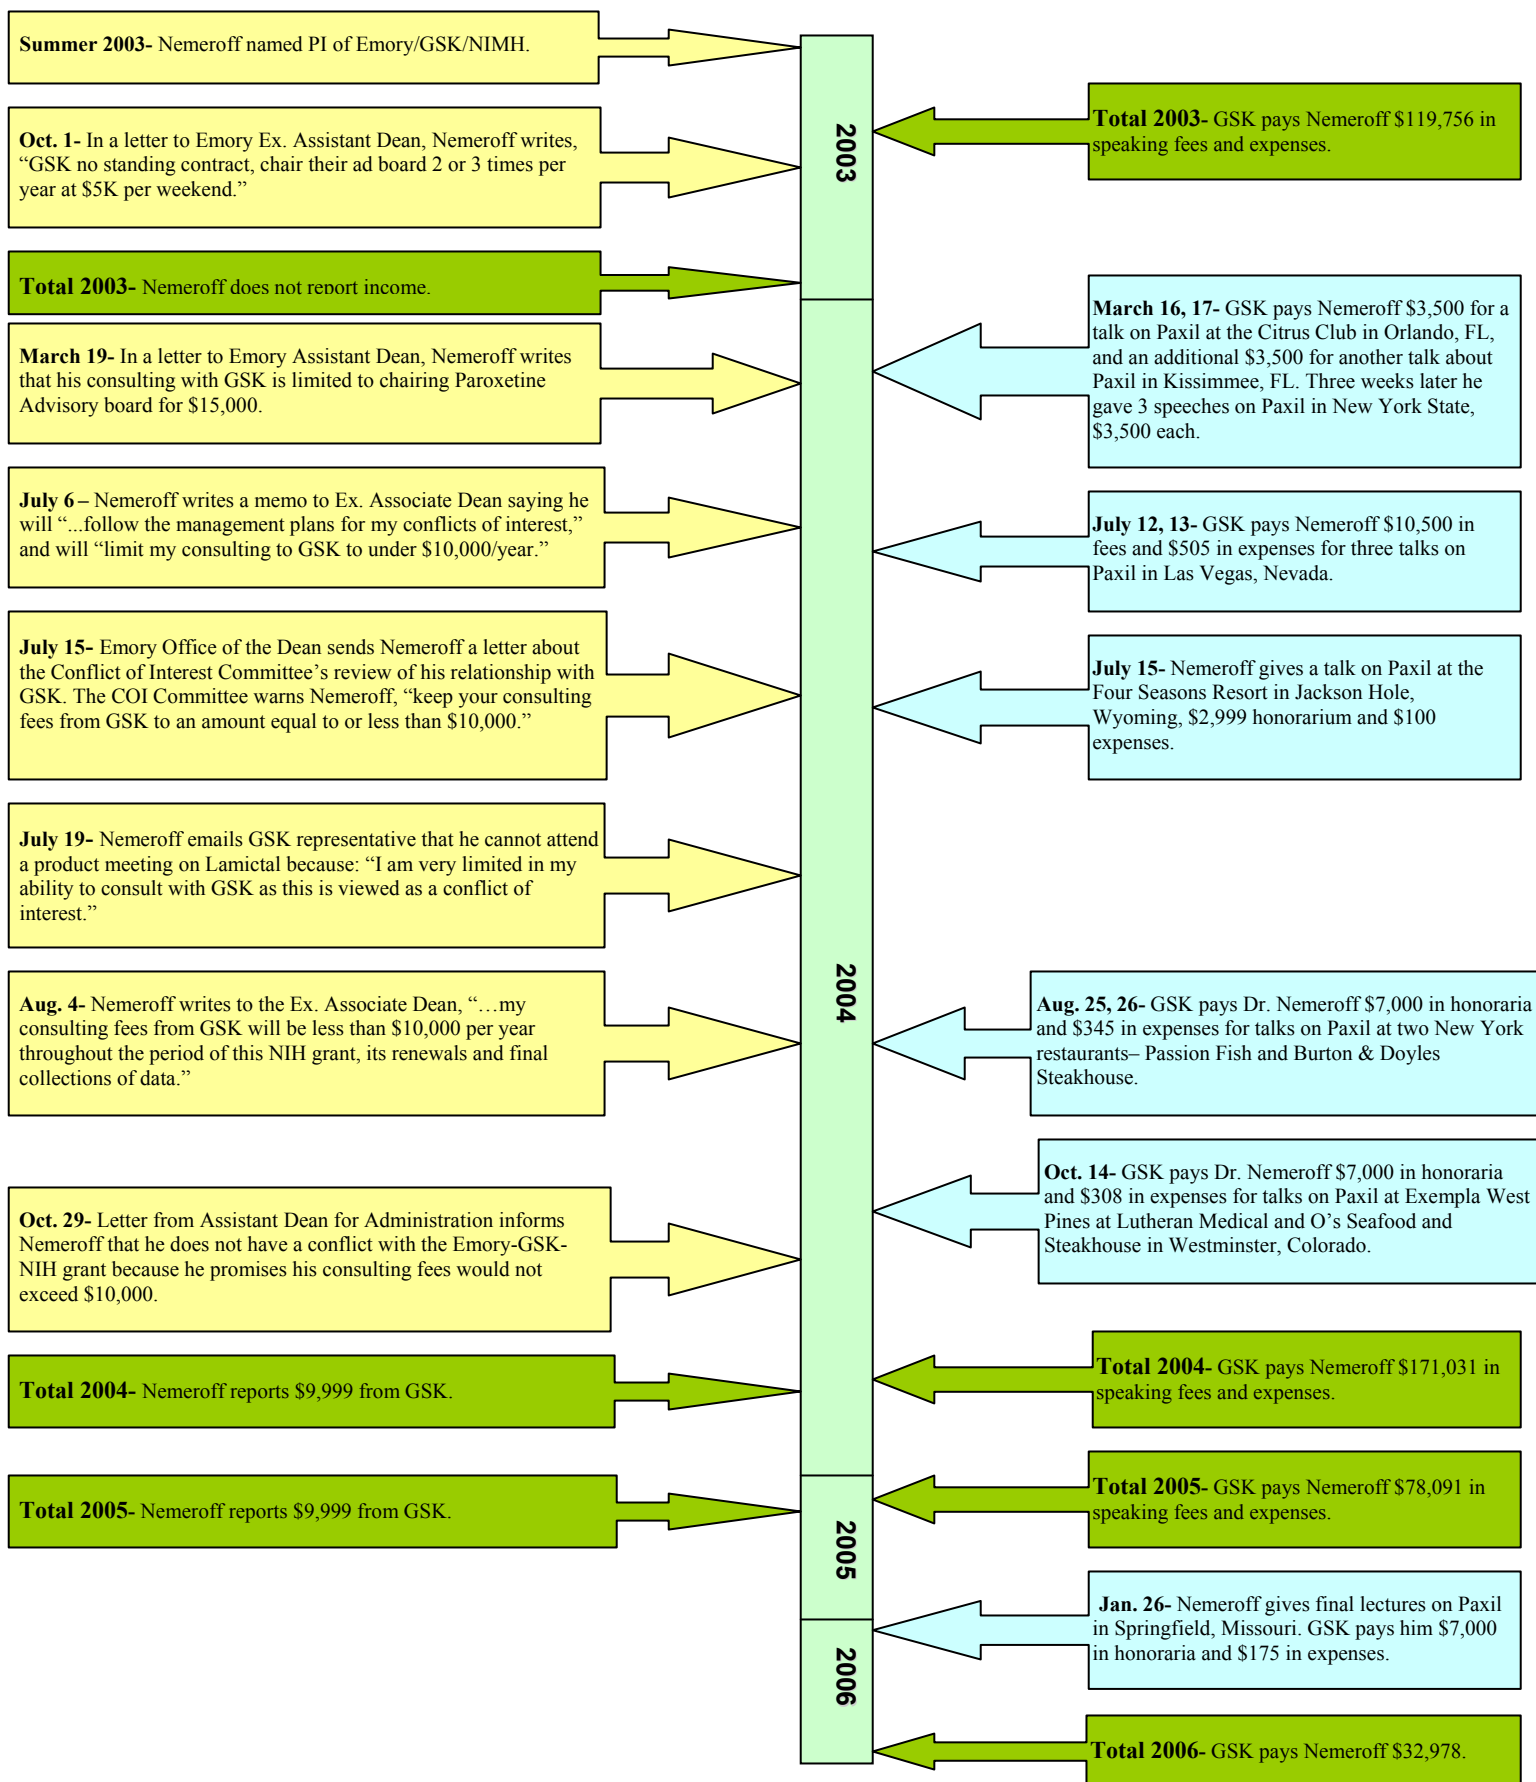 Summer 2003- Nemeroff named PI of Emory/GSK/NIMH.
Oct. 1- In a letter to Emory Ex. Assistant Dean, Nemeroff writes,
“GSK no standing contract, chair their ad board 2 or 3 times per
year at $5K per weekend.”
Total 2003- Nemeroff does not report income.
March 19- In a letter to Emory Assistant Dean, Nemeroff writes
that his consulting with GSK is limited to chairing Paroxetine
Advisory board for $15,000.
July 6 – Nemeroff writes a memo to Ex. Associate Dean saying he
will “...follow the management plans for my conflicts of interest,”
and will “limit my consulting to GSK to under $10,000/year.”
July 15- Emory Office of the Dean sends Nemeroff a letter about
the Conflict of Interest Committee’s review of his relationship with
GSK. The COI Committee warns Nemeroff, “keep your consulting
fees from GSK to an amount equal to or less than $10,000.”
July 19- Nemeroff emails GSK representative that he cannot attend
a product meeting on Lamictal because: “I am very limited in my
ability to consult with GSK as this is viewed as a conflict of
interest.”
Aug. 4- Nemeroff writes to the Ex. Associate Dean, “…my
consulting fees from GSK will be less than $10,000 per year
throughout the period of this NIH grant, its renewals and final
collections of data.”
Oct. 29- Letter from Assistant Dean for Administration informs
Nemeroff that he does not have a conflict with the Emory-GSK-
NIH grant because he promises his consulting fees would not
exceed $10,000.
Total 2004- Nemeroff reports $9,999 from GSK.
Total 2005- Nemeroff reports $9,999 from GSK.
2003
2004
2005
2006
Total 2003- GSK pays Nemeroff $119,756 in
speaking fees and expenses.
March 16, 17- GSK pays Nemeroff $3,500 for a
talk on Paxil at the Citrus Club in Orlando, FL,
and an additional $3,500 for another talk about
Paxil in Kissimmee, FL. Three weeks later he
gave 3 speeches on Paxil in New York State,
$3,500 each.
July 12, 13- GSK pays Nemeroff $10,500 in
fees and $505 in expenses for three talks on
Paxil in Las Vegas, Nevada.
July 15- Nemeroff gives a talk on Paxil at the
Four Seasons Resort in Jackson Hole,
Wyoming, $2,999 honorarium and $100
expenses.
Aug. 25, 26- GSK pays Dr. Nemeroff $7,000 in honoraria
and $345 in expenses for talks on Paxil at two New York
restaurants– Passion Fish and Burton & Doyles
Steakhouse.
Oct. 14- GSK pays Dr. Nemeroff $7,000 in honoraria
and $308 in expenses for talks on Paxil at Exempla West
Pines at Lutheran Medical and O’s Seafood and
Steakhouse in Westminster, Colorado.
Total 2004- GSK pays Nemeroff $171,031 in
speaking fees and expenses.
Total 2005- GSK pays Nemeroff $78,091 in
speaking fees and expenses.
Jan. 26- Nemeroff gives final lectures on Paxil
in Springfield, Missouri. GSK pays him $7,000
in honoraria and $175 in expenses.
Total 2006- GSK pays Nemeroff $32,978.